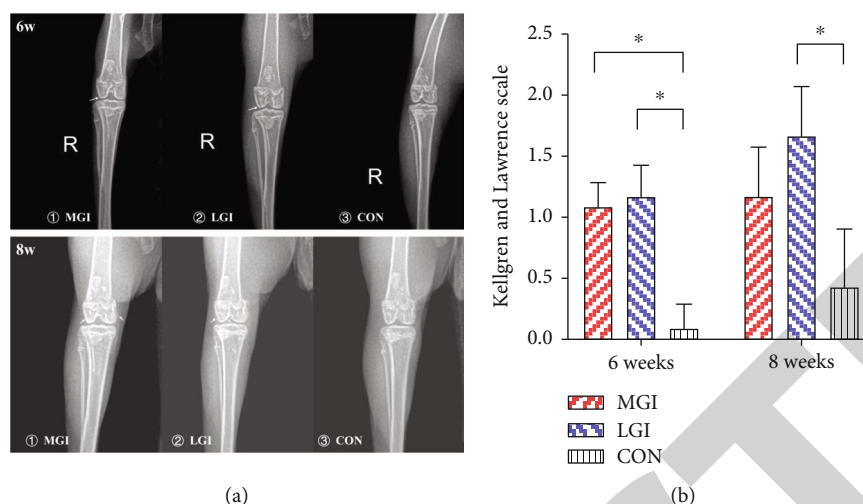 6w
R
R
R
① MGI
② LGI
③ CON
8w
① MGI
② LGI
③ CON
(a)
Kellgren and Lawrence scale
2.5
2.0
1.5
1.0
0.5
0.0
*
*
*
6 weeks
8 weeks
MGI
LGI
CON
(b)